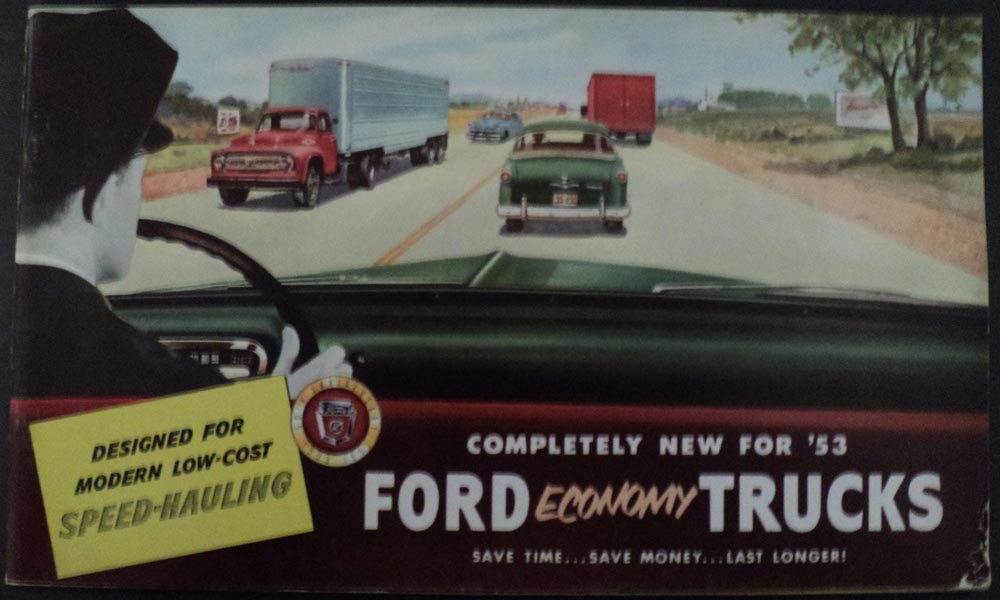 DESIGNED FOR
MODERN LOW-COST
SPEED-HAULING
COMPLETELY NEW FOR '53
FORD ECONOMY TRUCKS
SAVE TIME...SAVE MONEY...LAST LONGER!